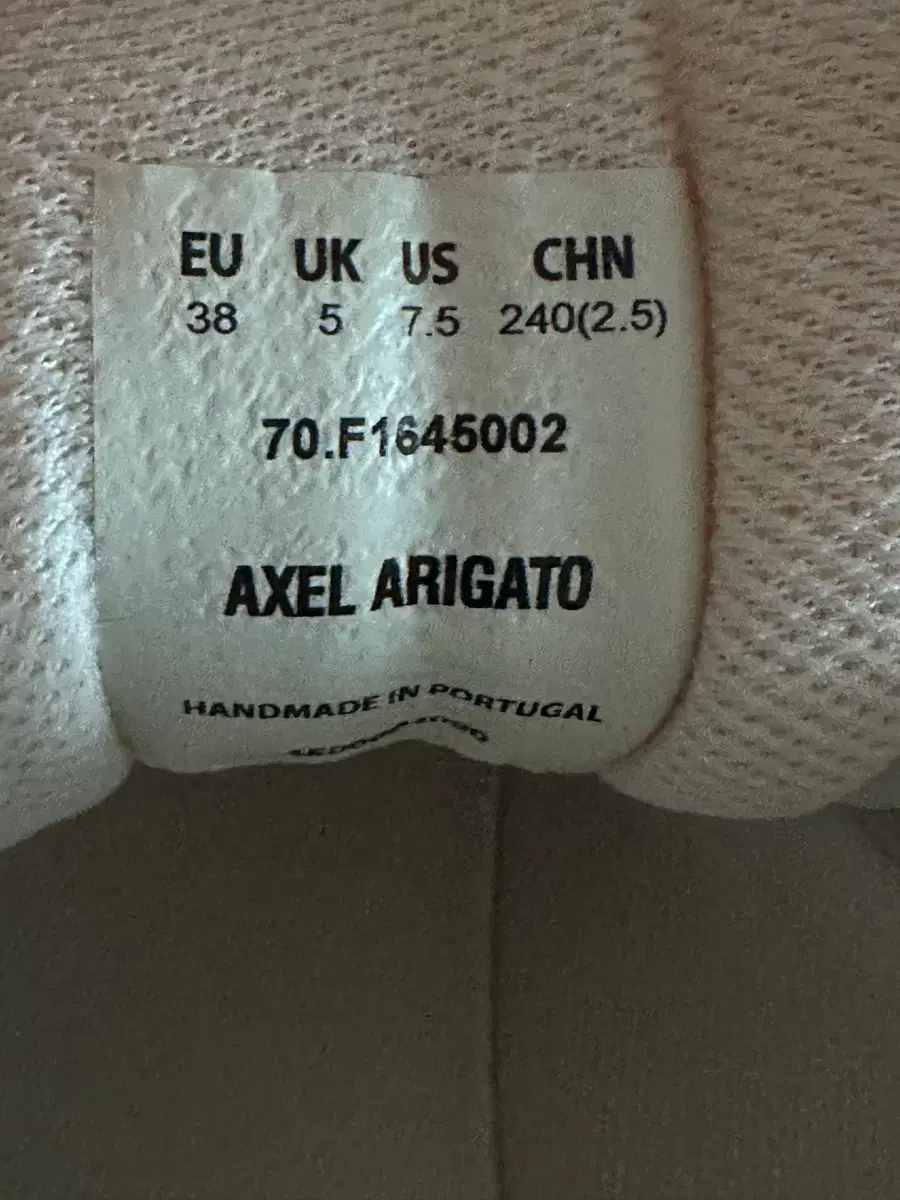 EU UK US CHN
38 5 7.5 240(2.5)
70.F1645002
AXEL ARIGATO
HANDMADE IN PORTUGAL